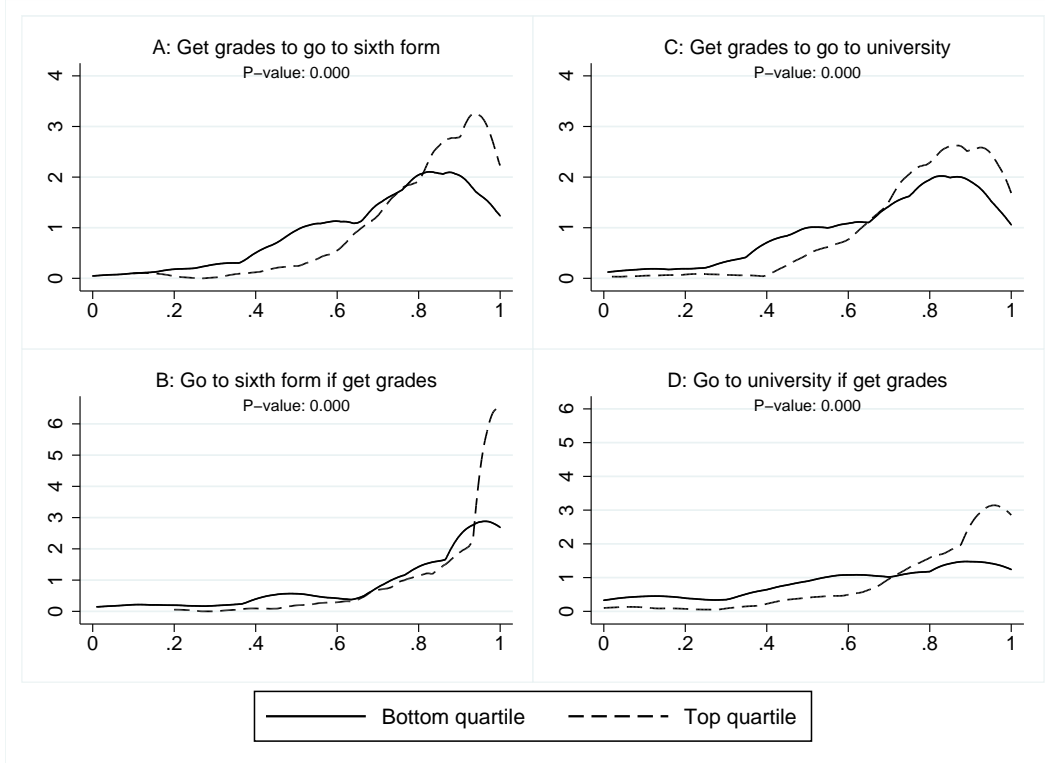 A: Get grades to go to sixth form
P−value: 0.000
4
3
2
1
0
0 .2 .4 .6 .8 1
C: Get grades to go to university
P−value: 0.000
4
3
2
1
0
0 .2 .4 .6 .8 1
B: Go to sixth form if get grades
P−value: 0.000
6
5
4
3
2
1
0
0 .2 .4 .6 .8 1
D: Go to university if get grades
P−value: 0.000
6
5
4
3
2
1
0
0 .2 .4 .6 .8 1
Bottom quartile Top quartile